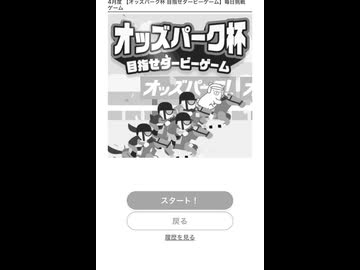 4月度 【オッズパーク杯 目指せダービーゲーム】毎日挑戦
ゲーム
オッズパーク杯
目指せダービーゲーム
オッズパーク
スタート！
戻る
履歴を見る